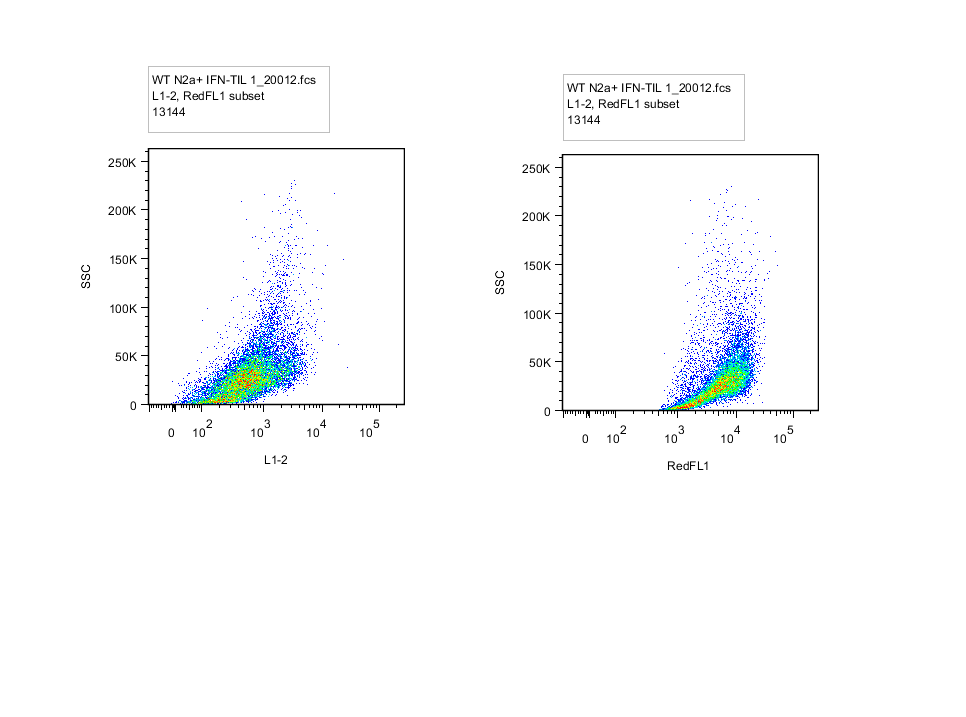 WT N2a+ IFN-TIL 1_20012.fcs
L1-2, RedFL1 subset
13144
250K
200K
150K
100K
50K
0
SSC
0 10^2 10^3 10^4 10^5
L1-2
WT N2a+ IFN-TIL 1_20012.fcs
L1-2, RedFL1 subset
13144
250K
200K
150K
100K
50K
0
SSC
0 10^2 10^3 10^4 10^5
RedFL1